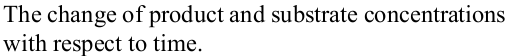 The change of product and substrate concentrations
with respect to time.